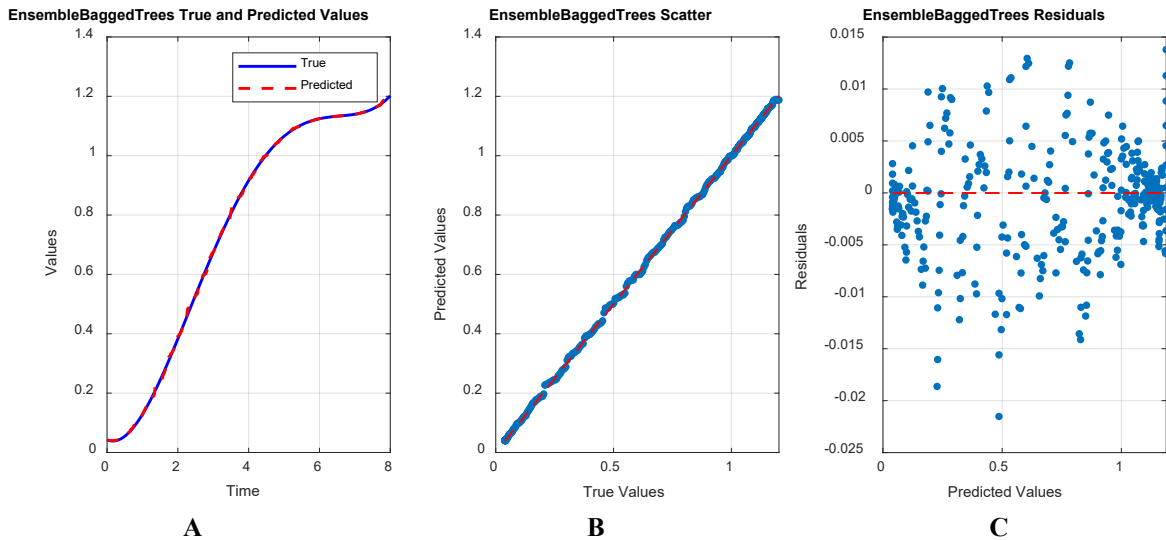 EnsembleBaggedTrees True and Predicted Values
1.4
1.2
1
0.8
0.6
0.4
0.2
0
0 2 4 6 8
Values
Time
True
Predicted
A
EnsembleBaggedTrees Scatter
1.4
1.2
1
0.8
0.6
0.4
0.2
0
0 0.5 1
Predicted Values
True Values
B
EnsembleBaggedTrees Residuals
0.015
0.01
0.005
0
-0.005
-0.01
-0.015
-0.02
-0.025
0 0.5 1
Residuals
Predicted Values
C